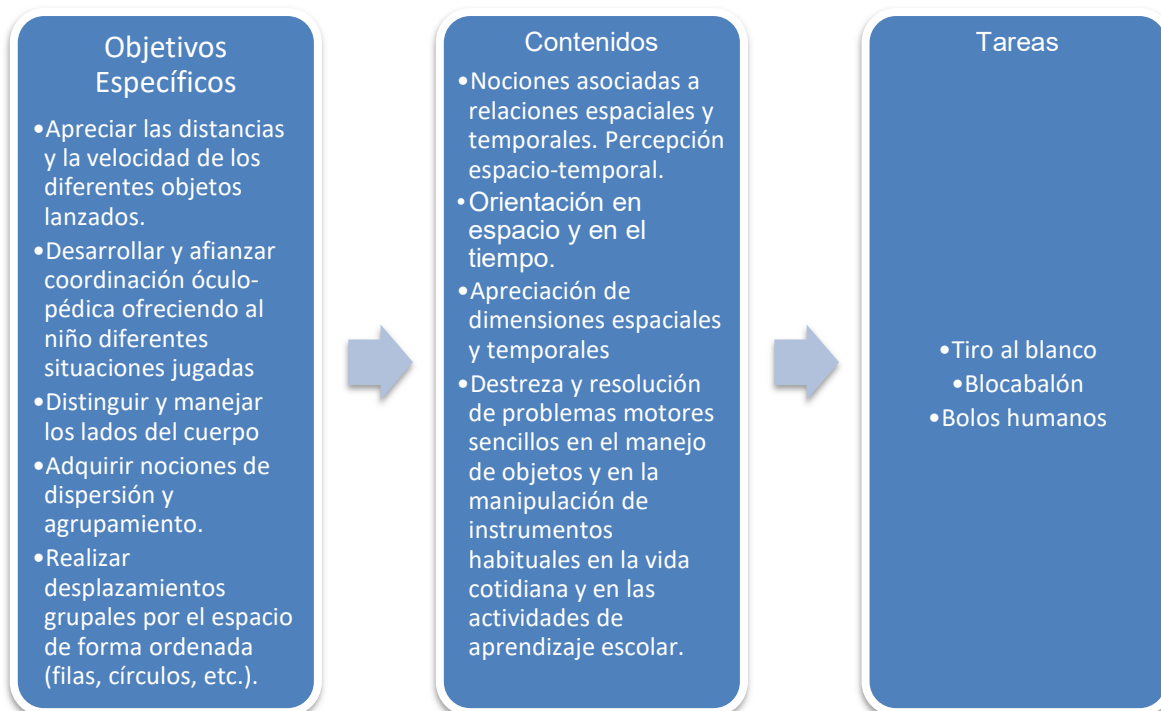 Objetivos
Específicos
•Apreciar las distancias
y la velocidad de los
diferentes objetos
lanzados.
•Desarrollar y afianzar
coordinación óculo-
pédica ofreciendo al
niño diferentes
situaciones jugadas
•Distinguir y manejar
los lados del cuerpo
•Adquirir nociones de
dispersión y
agrupamiento.
•Realizar
desplazamientos
grupales por el espacio
de forma ordenada
(filas, círculos, etc.).
Contenidos
•Nociones asociadas a
relaciones espaciales y
temporales. Percepción
espacio-temporal.
•Orientación en
espacio y en el
tiempo.
•Apreciación de
dimensiones espaciales
y temporales
•Destreza y resolución
de problemas motores
sencillos en el manejo
de objetos y en la
manipulación de
instrumentos
habituales en la vida
cotidiana y en las
actividades de
aprendizaje escolar.
Tareas
•Tiro al blanco
•Blocabalón
•Bolos humanos